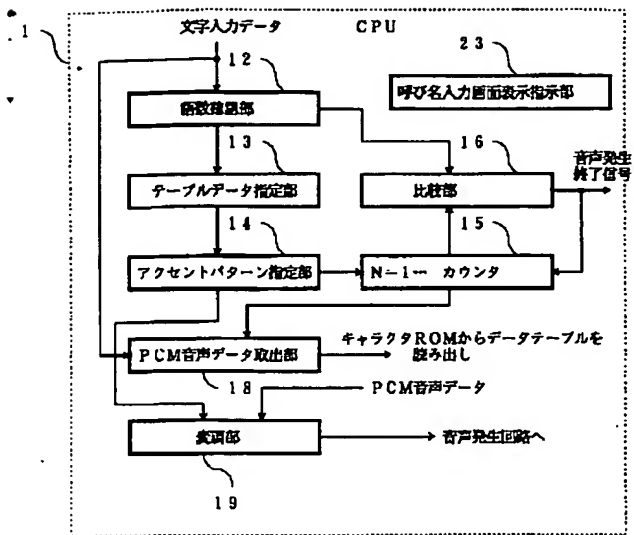 文字入力データ
CPU
1
12
23
語数確認部
呼び名入力画面表示指示部
13
16
テーブルデータ指定部
比較部
音声発生
終了信号
14
15
アクセントパターン指定部
N=1～ カウンタ
PCM音声データ取出部
キャラクタROMからデータテーブルを
読み出し
18
PCM音声データ
変調部
音声発生回路へ
19